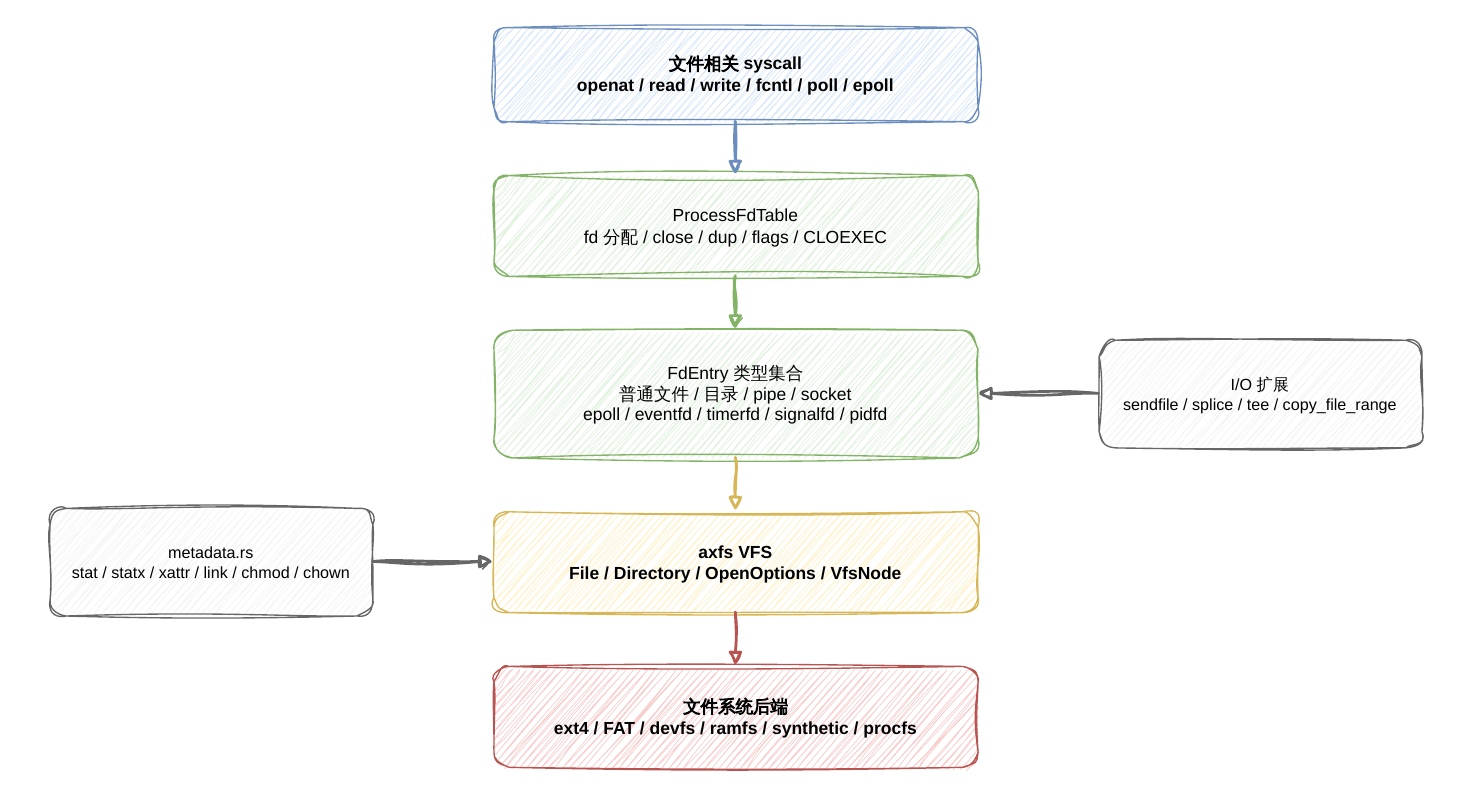 文件相关 syscall
openat / read / write / fcntl / poll / epoll
ProcessFdTable
fd 分配 / close / dup / flags / CLOEXEC
FdEntry 类型集合
普通文件 / 目录 / pipe / socket
epoll / eventfd / timerfd / signalfd / pidfd
I/O 扩展
sendfile / splice / tee / copy_file_range
metadata.rs
stat / statx / xattr / link / chmod / chown
axfs VFS
File / Directory / OpenOptions / VfsNode
文件系统后端
ext4 / FAT / devfs / ramfs / synthetic / procfs